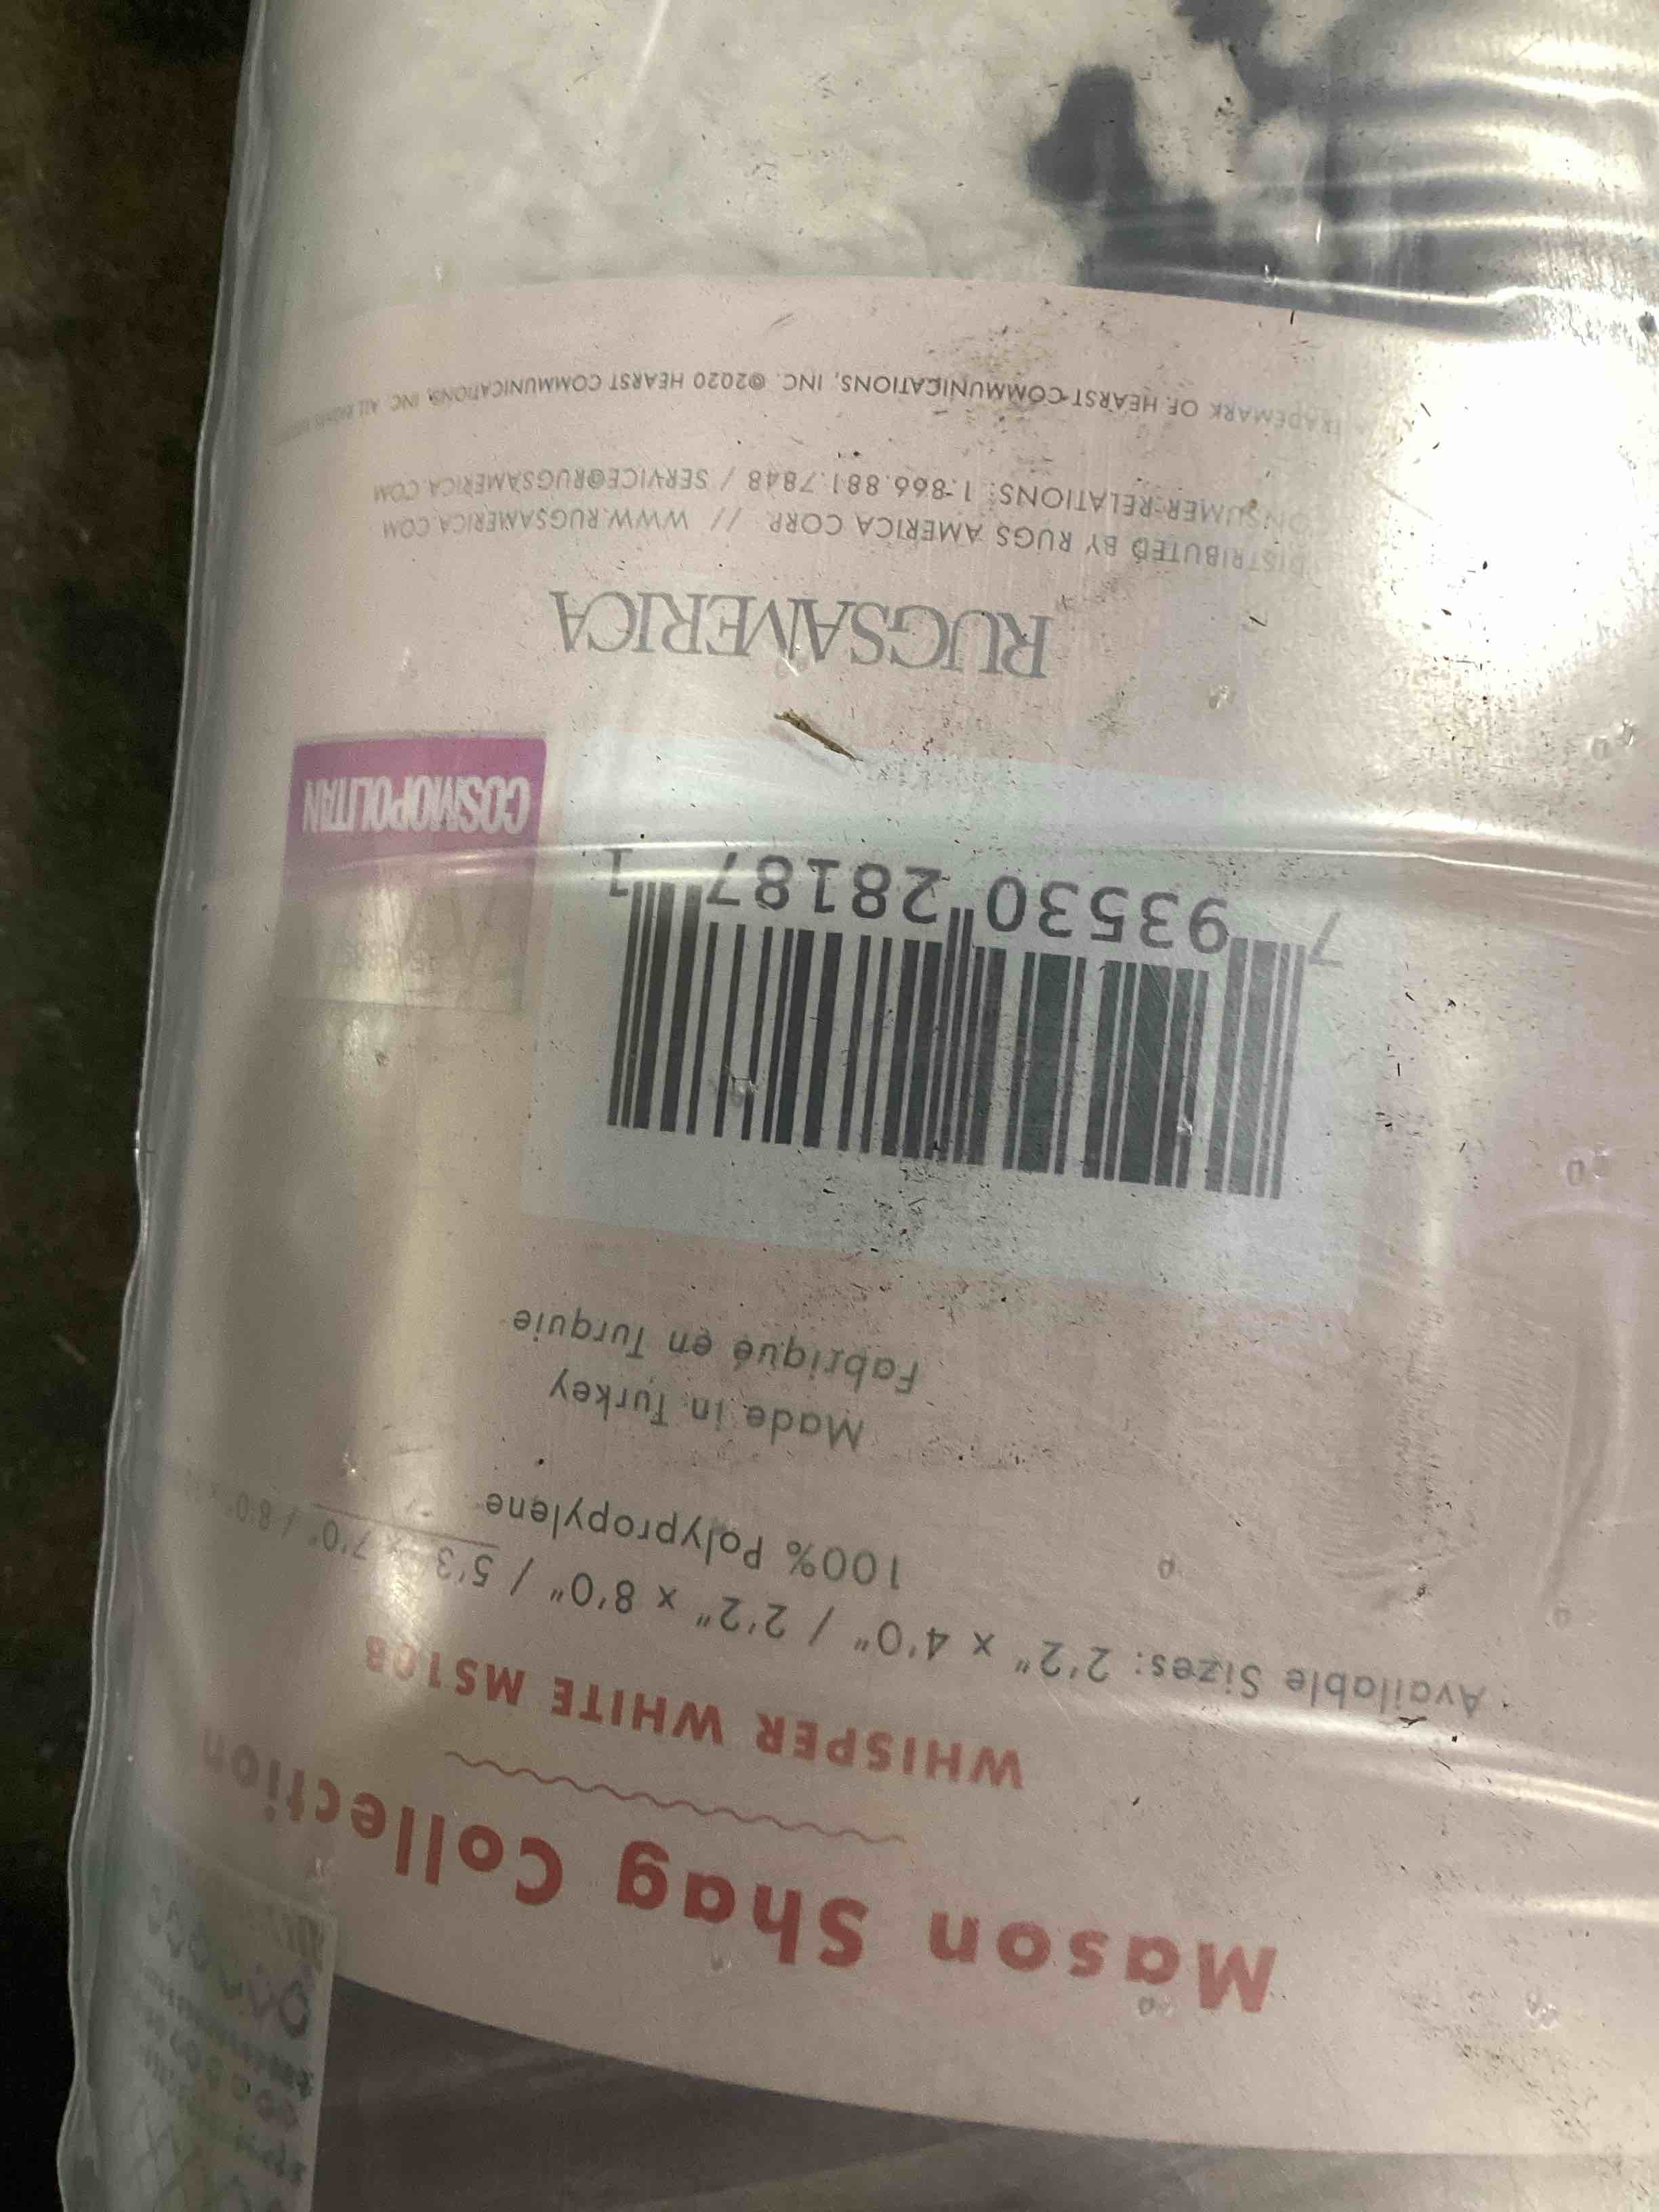 Mason Shag Collection
WHISPER WHITE MS10B
Available Sizes: 2'2" x 4'0" / 2'2" x 8'0" / 5'3 x 7'0" / 8'0"
100% Polypropylene
Made in Turkey
Fabriqué en Turquie
7 93530 28187 1
COSMOPOLITAN
RUGSAMERICA
DISTRIBUTED BY RUGS AMERICA CORP. // WWW.RUGSAMERICA.COM
CONSUMER RELATIONS: 1-866.881.7848 / SERVICE@RUGSAMERICA.COM
TRADEMARK OF HEARST COMMUNICATIONS, INC. ©2020 HEARST COMMUNICATIONS, INC. ALL RIGHTS